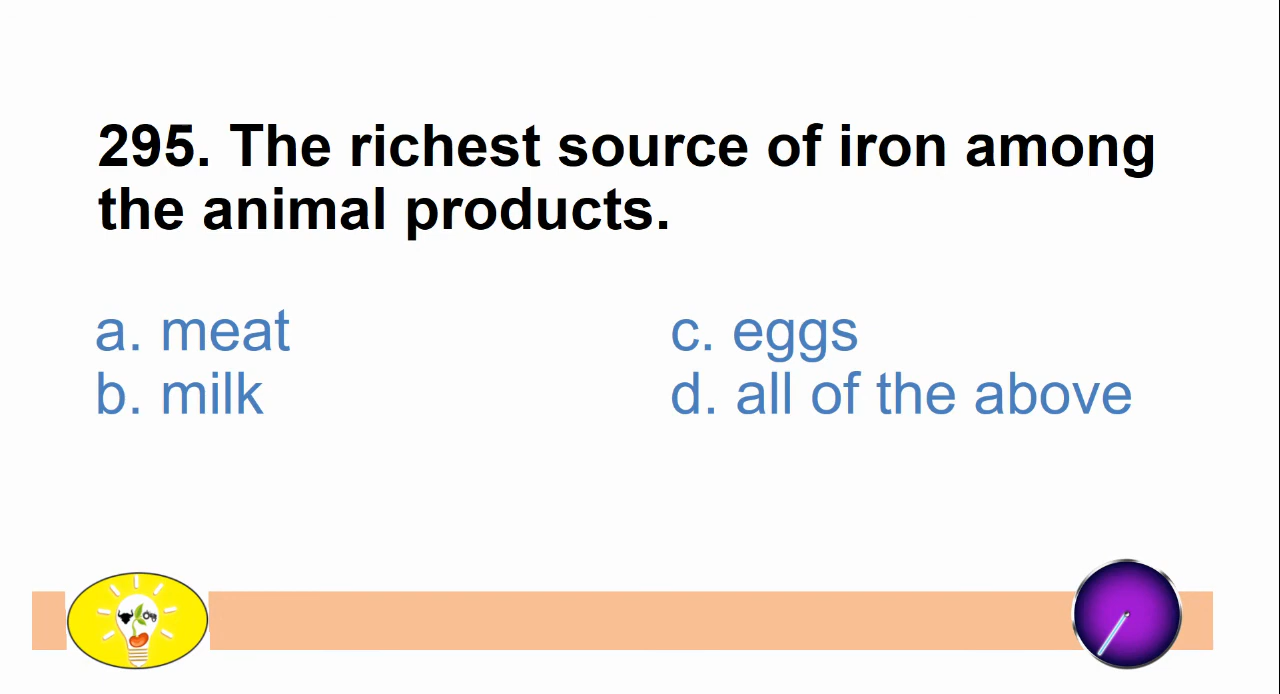 295. The richest source of iron among
the animal products.
a. meat
b. milk
c. eggs
d. all of the above